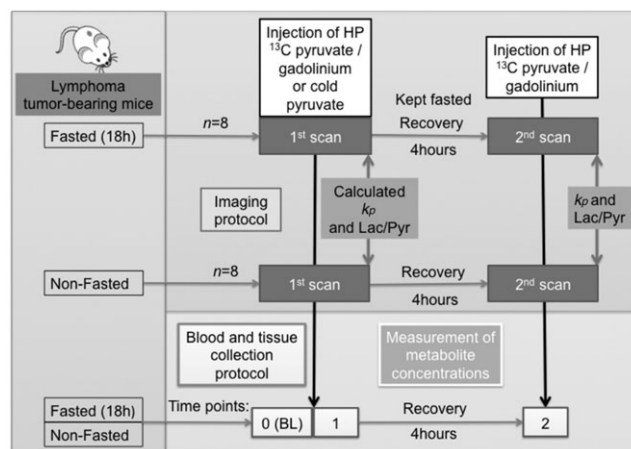 Injection of HP
¹³C pyruvate /
gadolinium
or cold
pyruvate
Injection of HP
¹³C pyruvate /
gadolinium
Lymphoma
tumor-bearing mice
Kept fasted
Fasted (18h)
n=8
1st scan
Recovery
4hours
2nd scan
Imaging
protocol
Calculated
kp
and Lac/Pyr
kp and
Lac/Pyr
Non-Fasted
n=8
1st scan
Recovery
4hours
2nd scan
Blood and tissue
collection
protocol
Measurement of
metabolite
concentrations
Fasted (18h)
Non-Fasted
Time points:
0 (BL)
1
Recovery
4hours
2